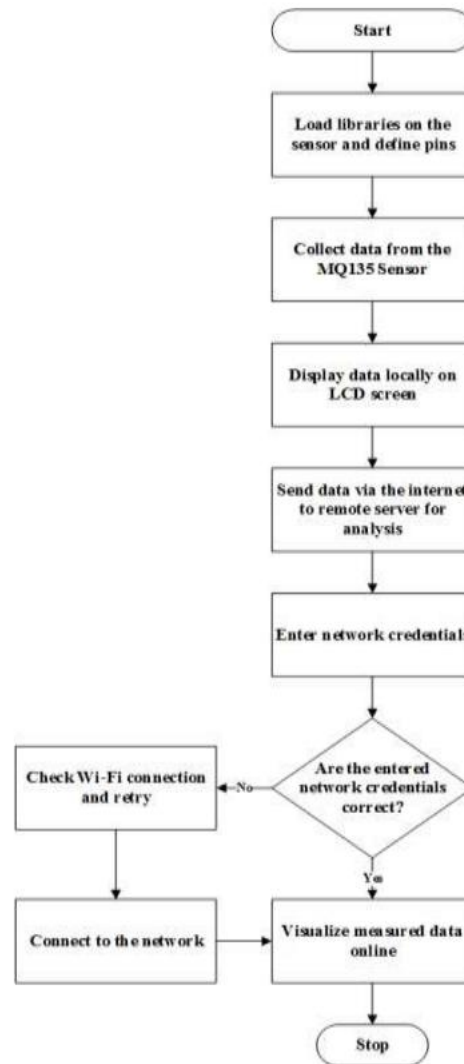 Start
Load libraries on the
sensor and define pins
Collect data from the
MQ135 Sensor
Display data locally on
LCD screen
Send data via the internet
to remote server for
analysis
Enter network credentials
Are the entered
network credentials
correct?
No
Check Wi-Fi connection
and retry
Connect to the network
Yes
Visualize measured data
online
Stop